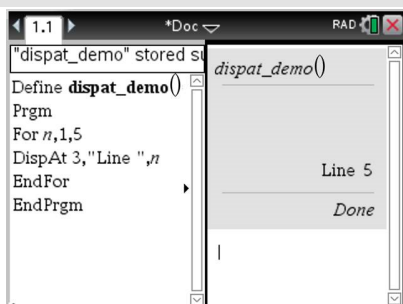 1.1 *Doc RAD
"dispat_demo" stored su
Define dispat_demo()
Prgm
For n,1,5
DispAt 3,"Line ",n
EndFor
EndPrgm
dispat_demo()
Line 5
Done